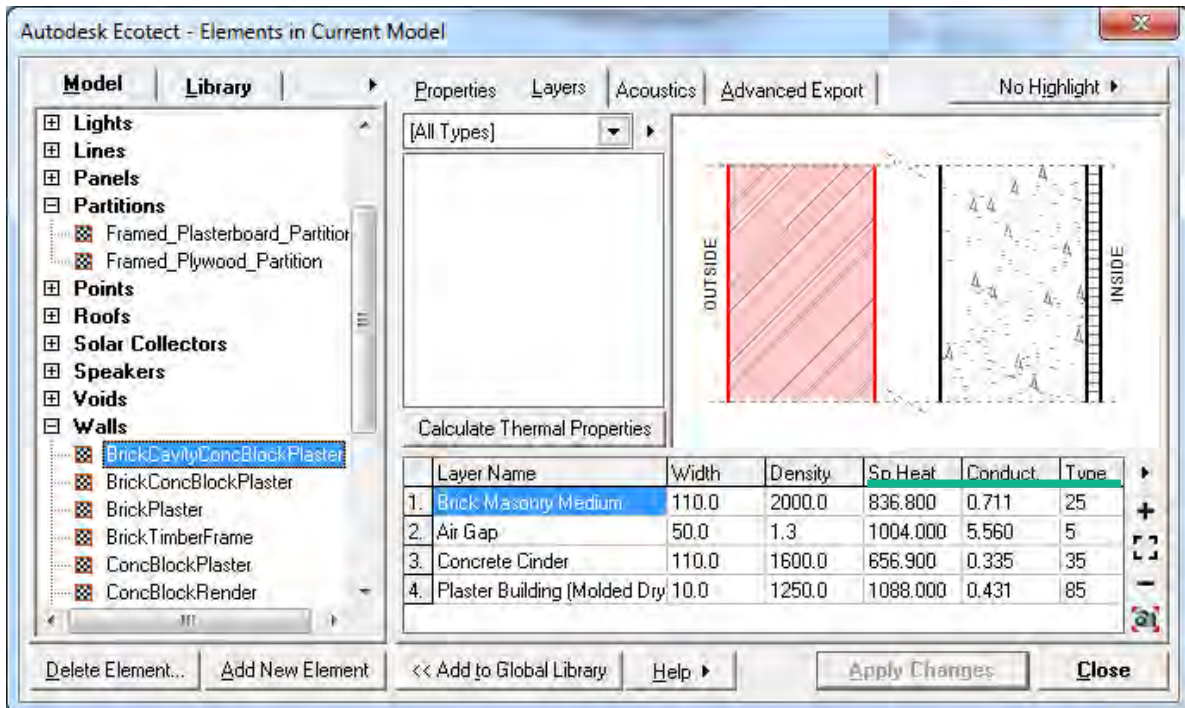 Autodesk Ecotect - Elements in Current Model
Model Library
Properties Layers Acoustics Advanced Export No Highlight
Lights
Lines
Panels
Partitions
Framed_Plasterboard_Partition
Framed_Plywood_Partition
Points
Roofs
Solar Collectors
Speakers
Voids
Walls
BrickCavityConcBlockPlaster
BrickConcBlockPlaster
BrickPlaster
BrickTimberFrame
ConcBlockPlaster
ConcBlockRender
[All Types]
OUTSIDE
INSIDE
Calculate Thermal Properties
Layer Name Width Density Sp.Heat Conduct. Type
1. Brick Masonry Medium 110.0 2000.0 836.800 0.711 25
2. Air Gap 50.0 1.3 1004.000 5.560 5
3. Concrete Cinder 110.0 1600.0 656.900 0.335 35
4. Plaster Building (Molded Dry 10.0 1250.0 1088.000 0.431 85
Delete Element... Add New Element << Add to Global Library Help Apply Changes Close